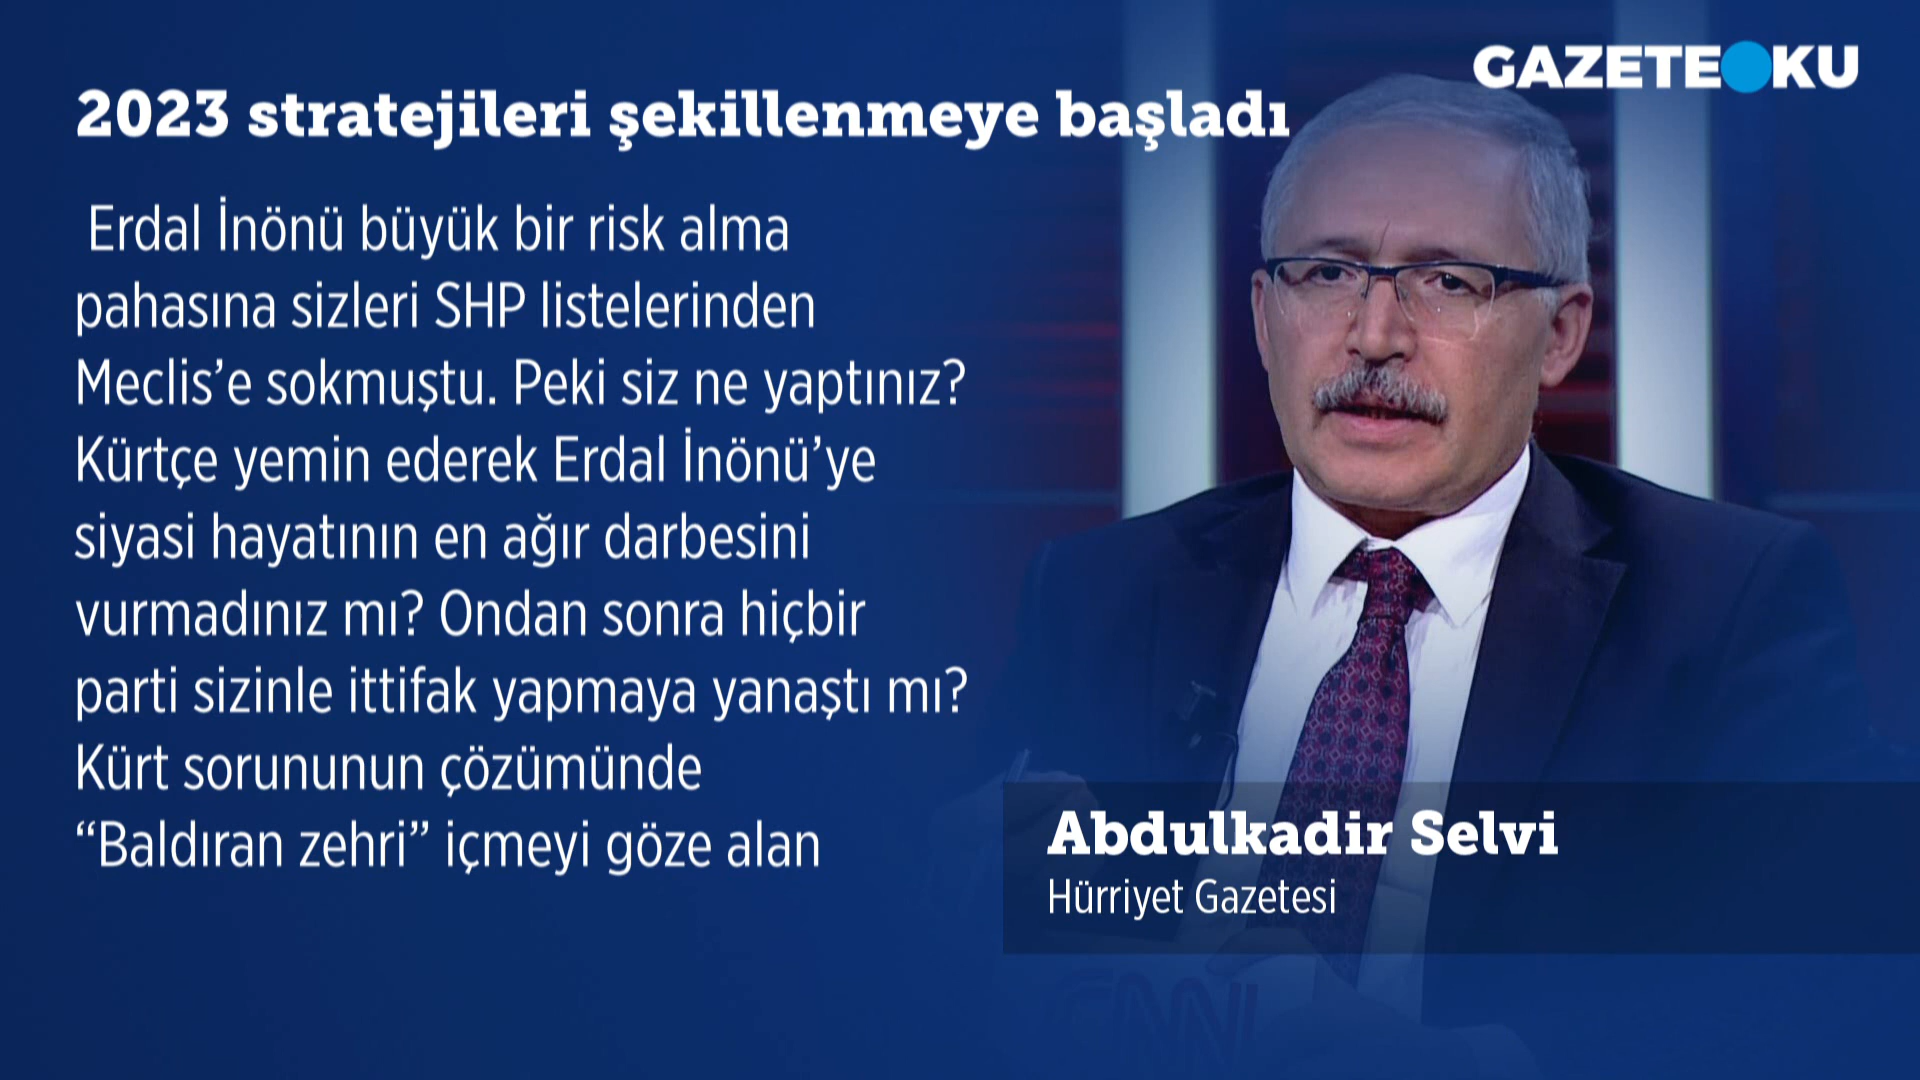 GAZETEOKU
2023 stratejileri şekillenmeye başladı
Erdal İnönü büyük bir risk alma
pahasına sizleri SHP listelerinden
Meclis’e sokmuştu. Peki siz ne yaptınız?
Kürtçe yemin ederek Erdal İnönü’ye
siyasi hayatının en ağır darbesini
vurmadınız mı? Ondan sonra hiçbir
parti sizinle ittifak yapmaya yanaştı mı?
Kürt sorununun çözümünde
“Baldıran zehri” içmeyi göze alan
Abdulkadir Selvi
Hürriyet Gazetesi
CNN